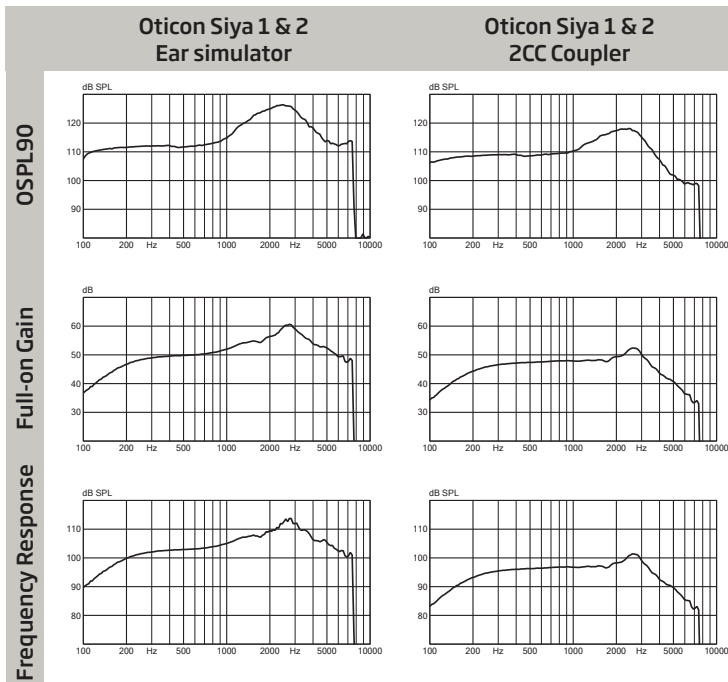 Oticon Siya 1 & 2
Ear simulator
Oticon Siya 1 & 2
2CC Coupler
OSPL90
dB SPL
120
110
100
90
100 200 Hz 500 1000 2000 Hz 5000 10000
dB SPL
120
110
100
90
100 200 Hz 500 1000 2000 Hz 5000 10000
Full-on Gain
dB
60
50
40
30
100 200 Hz 500 1000 2000 Hz 5000 10000
dB
60
50
40
30
100 200 Hz 500 1000 2000 Hz 5000 10000
Frequency Response
dB SPL
110
100
90
80
100 200 Hz 500 1000 2000 Hz 5000 10000
dB SPL
110
100
90
80
100 200 Hz 500 1000 2000 Hz 5000 10000